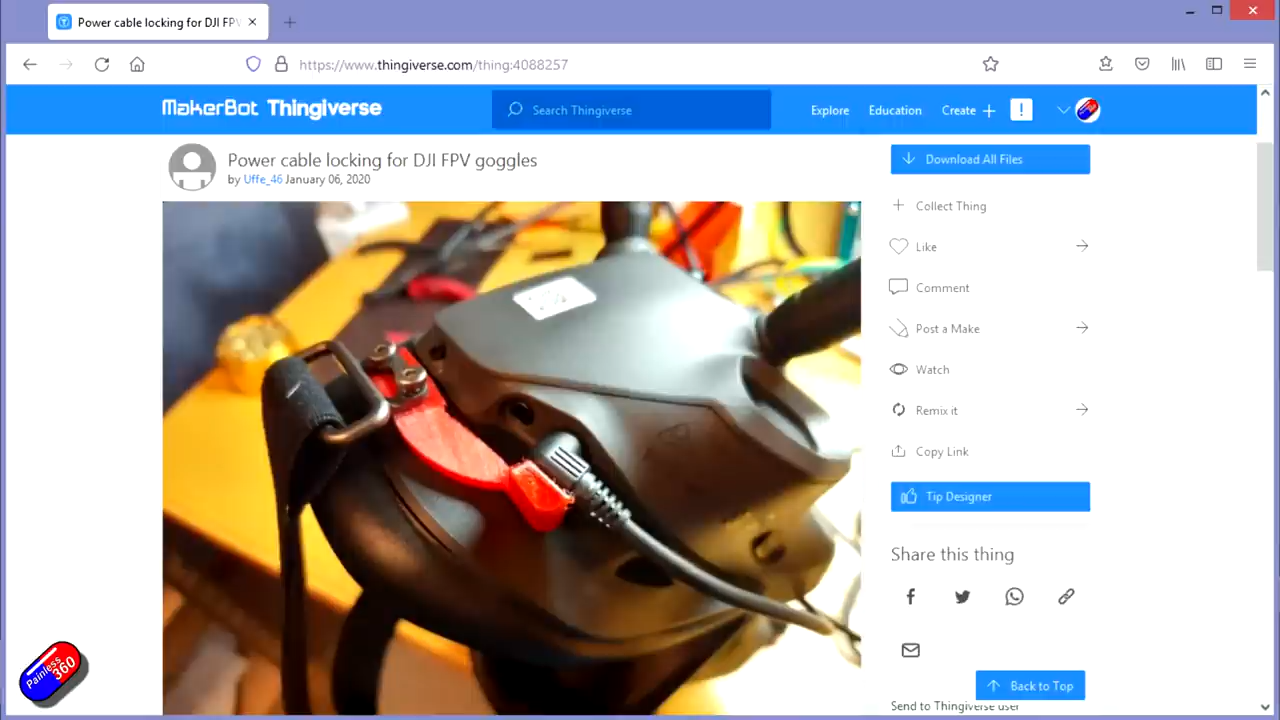 Power cable locking for DJI FPV
https://www.thingiverse.com/thing:4088257
MakerBot Thingiverse
Search Thingiverse
Explore
Education
Create
!
Power cable locking for DJI FPV goggles
by Uffe_46 January 06, 2020
Download All Files
Collect Thing
Like
Comment
Post a Make
Watch
Remix it
Copy Link
Tip Designer
Share this thing
Back to Top
Send to Thingiverse user
Painless
360